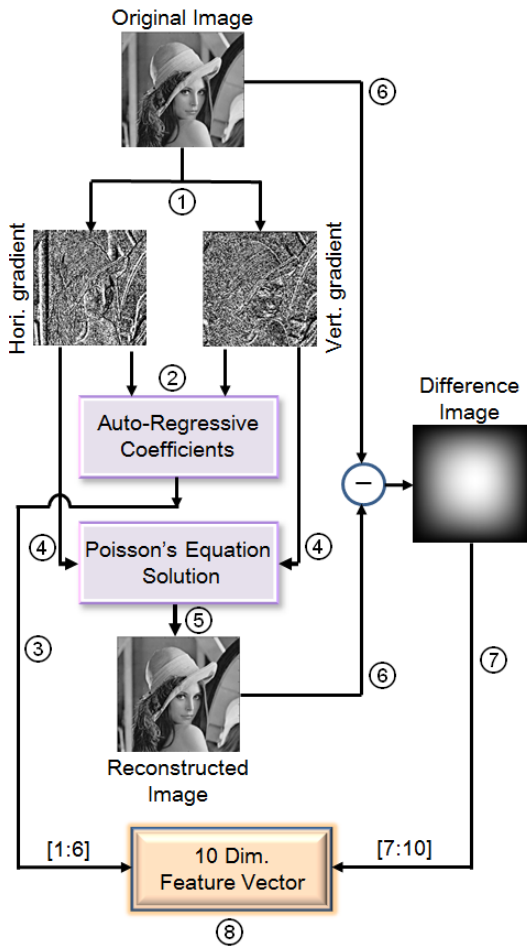 Original Image
6
1
Hori. gradient
Vert. gradient
2
Auto-Regressive
Coefficients
Difference
Image
−
4
Poisson's Equation
Solution
4
3
5
6
7
Reconstructed
Image
[1:6]
10 Dim.
Feature Vector
[7:10]
8